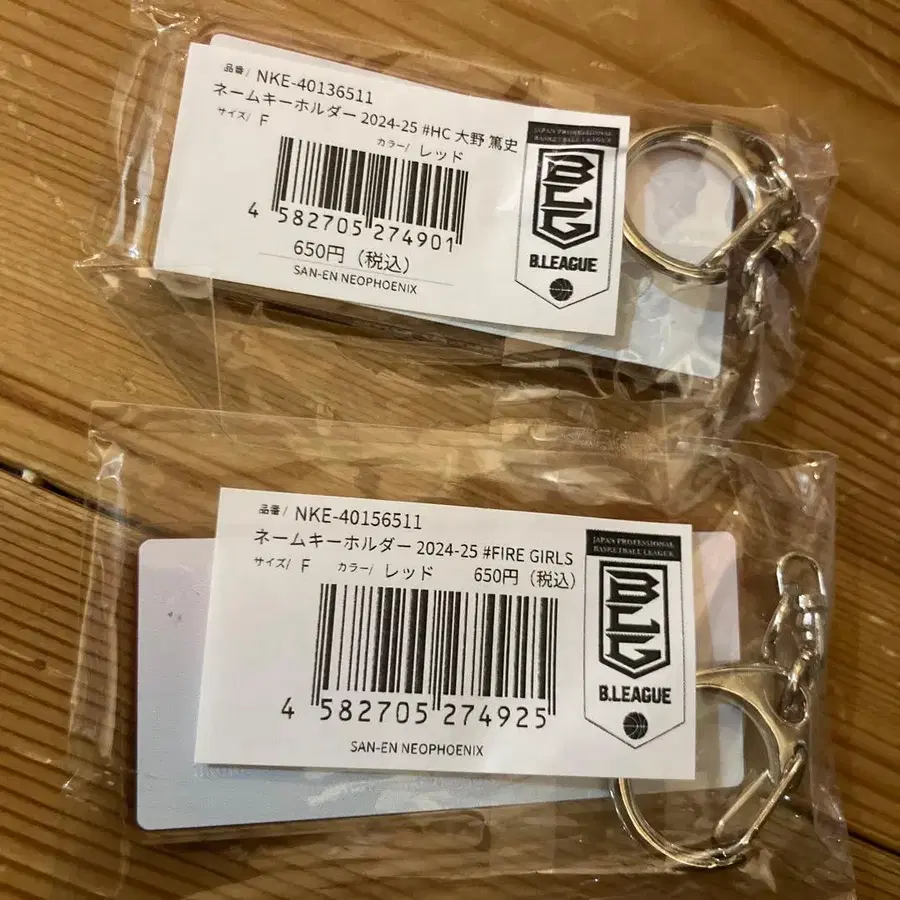 品番/ NKE-40136511
ネームキーホルダー 2024-25 #HC 大野 篤史
サイズ/ F カラー/ レッド
4 582705 274901
650円 (税込)
SAN-EN NEOPHOENIX
JAPAN PROFESSIONAL
BASKETBALL LEAGUE
BLG
B.LEAGUE
品番/ NKE-40156511
ネームキーホルダー 2024-25 #FIRE GIRLS
サイズ/ F カラー/ レッド 650円 (税込)
4 582705 274925
SAN-EN NEOPHOENIX
JAPAN PROFESSIONAL
BASKETBALL LEAGUE
BLG
B.LEAGUE